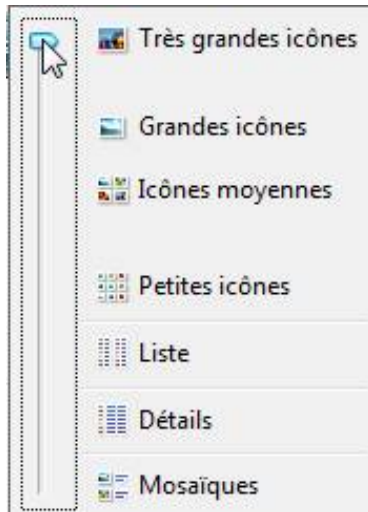 Très grandes icônes
Grandes icônes
Icônes moyennes
Petites icônes
Liste
Détails
Mosaïques